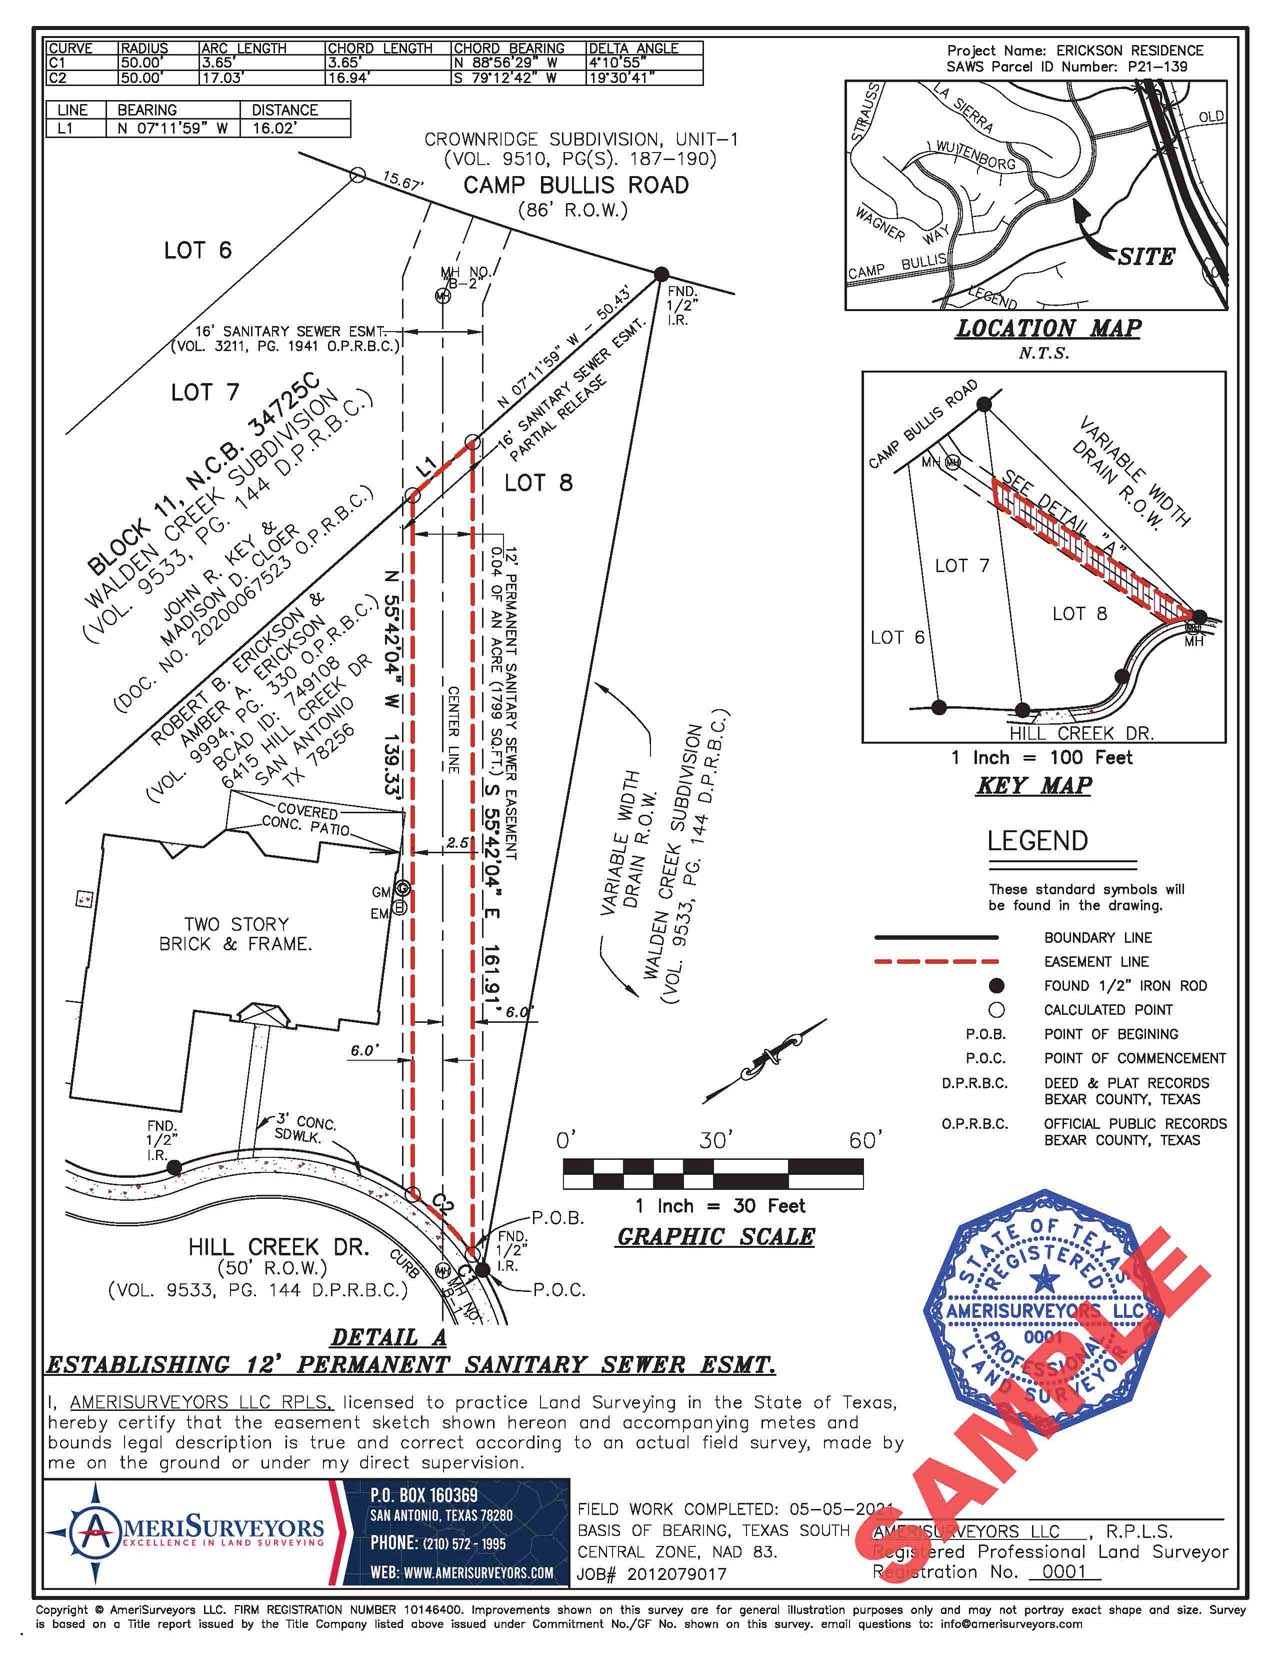 CURVE RADIUS ARC LENGTH CHORD LENGTH CHORD BEARING DELTA ANGLE
C1 50.00' 3.65' 3.65' N 88°56'29" W 4°10'55"
C2 50.00' 17.03' 16.94' S 79°12'42" W 19°30'41"
LINE BEARING DISTANCE
L1 N 07°11'59" W 16.02'
Project Name: ERICKSON RESIDENCE
SAWS Parcel ID Number: P21-139
CROWNRIDGE SUBDIVISION, UNIT-1
(VOL. 9510, PG(S). 187-190)
CAMP BULLIS ROAD
(86' R.O.W.)
15.67'
LOT 6
MH NO.
"B-2"
MH
FND.
1/2"
I.R.
16' SANITARY SEWER ESMT.
(VOL. 3211, PG. 1941 O.P.R.B.C.)
N 07°11'59" W - 50.43'
16' SANITARY SEWER ESMT.
PARTIAL RELEASE
LOT 7
L1
LOT 8
BLOCK 11, N.C.B. 34725C
WALDEN CREEK SUBDIVISION
(VOL. 9533, PG. 144 D.P.R.B.C.)
JOHN R. KEY &
MADISON D. CLOER
(DOC. NO. 20200067523 O.P.R.B.C.)
ROBERT B. ERICKSON &
AMBER A. ERICKSON
(VOL. 9994, PG. 330 O.P.R.B.C.)
BCAD ID: 749108
6415 HILL CREEK DR
SAN ANTONIO
TX 78256
N 55°42'04" W 139.33'
CENTER LINE
12' PERMANENT SANITARY SEWER EASEMENT
0.04 OF AN ACRE (1799 SQ.FT.)
S 55°42'04" E 161.91'
VARIABLE WIDTH
DRAIN R.O.W.
WALDEN CREEK SUBDIVISION
(VOL. 9533, PG. 144 D.P.R.B.C.)
COVERED
CONC. PATIO
2.5'
GM
G
EM
E
TWO STORY
BRICK & FRAME.
6.0'
6.0'
3' CONC.
SDWLK.
FND.
1/2"
I.R.
C2
P.O.B.
FND.
1/2"
I.R.
C1
P.O.C.
HILL CREEK DR.
(50' R.O.W.)
(VOL. 9533, PG. 144 D.P.R.B.C.)
CURB
MH
MH NO.
"B-1"
0' 30' 60'
1 Inch = 30 Feet
GRAPHIC SCALE
STRAUSS
LA SIERRA
WUTENBORG
OLD
WAGNER WAY
CAMP BULLIS
LEGEND
SITE
LOCATION MAP
N.T.S.
CAMP BULLIS ROAD
MH
MH
VARIABLE WIDTH
DRAIN R.O.W.
SEE DETAIL "A"
LOT 7
LOT 8
LOT 6
MH
MH
HILL CREEK DR.
1 Inch = 100 Feet
KEY MAP
LEGEND
These standard symbols will
be found in the drawing.
BOUNDARY LINE
EASEMENT LINE
FOUND 1/2" IRON ROD
CALCULATED POINT
P.O.B. POINT OF BEGINING
P.O.C. POINT OF COMMENCEMENT
D.P.R.B.C. DEED & PLAT RECORDS
BEXAR COUNTY, TEXAS
O.P.R.B.C. OFFICIAL PUBLIC RECORDS
BEXAR COUNTY, TEXAS
STATE OF TEXAS
REGISTERED
AMERISURVEYORS LLC
0001
PROFESSIONAL
LAND SURVEYOR
SAMPLE
DETAIL A
ESTABLISHING 12' PERMANENT SANITARY SEWER ESMT.
I, AMERISURVEYORS LLC RPLS, licensed to practice Land Surveying in the State of Texas,
hereby certify that the easement sketch shown hereon and accompanying metes and
bounds legal description is true and correct according to an actual field survey, made by
me on the ground or under my direct supervision.
AMERISURVEYORS
EXCELLENCE IN LAND SURVEYING
P.O. BOX 160369
SAN ANTONIO, TEXAS 78280
PHONE: (210) 572 - 1995
WEB: WWW.AMERISURVEYORS.COM
FIELD WORK COMPLETED: 05-05-2021
BASIS OF BEARING, TEXAS SOUTH
CENTRAL ZONE, NAD 83.
JOB# 2012079017
AMERISURVEYORS LLC , R.P.L.S.
Registered Professional Land Surveyor
Registration No. 0001
Copyright © AmeriSurveyors LLC. FIRM REGISTRATION NUMBER 10146400. Improvements shown on this survey are for general illustration purposes only and may not portray exact shape and size. Survey
is based on a Title report issued by the Title Company listed above issued under Commitment No./GF No. shown on this survey. email questions to: info@amerisurveyors.com